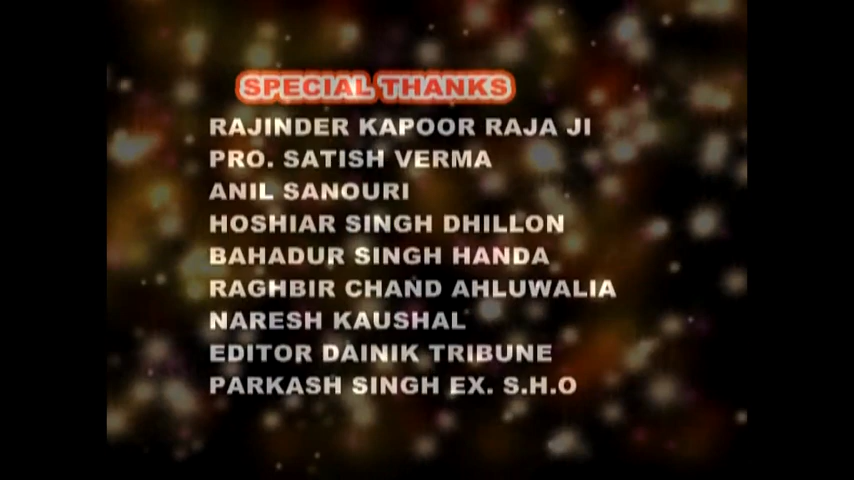 SPECIAL THANKS
RAJINDER KAPOOR RAJA JI
PRO. SATISH VERMA
ANIL SANOURI
HOSHIAR SINGH DHILLON
BAHADUR SINGH HANDA
RAGHBIR CHAND AHLUWALIA
NARESH KAUSHAL
EDITOR DAINIK TRIBUNE
PARKASH SINGH EX. S.H.O